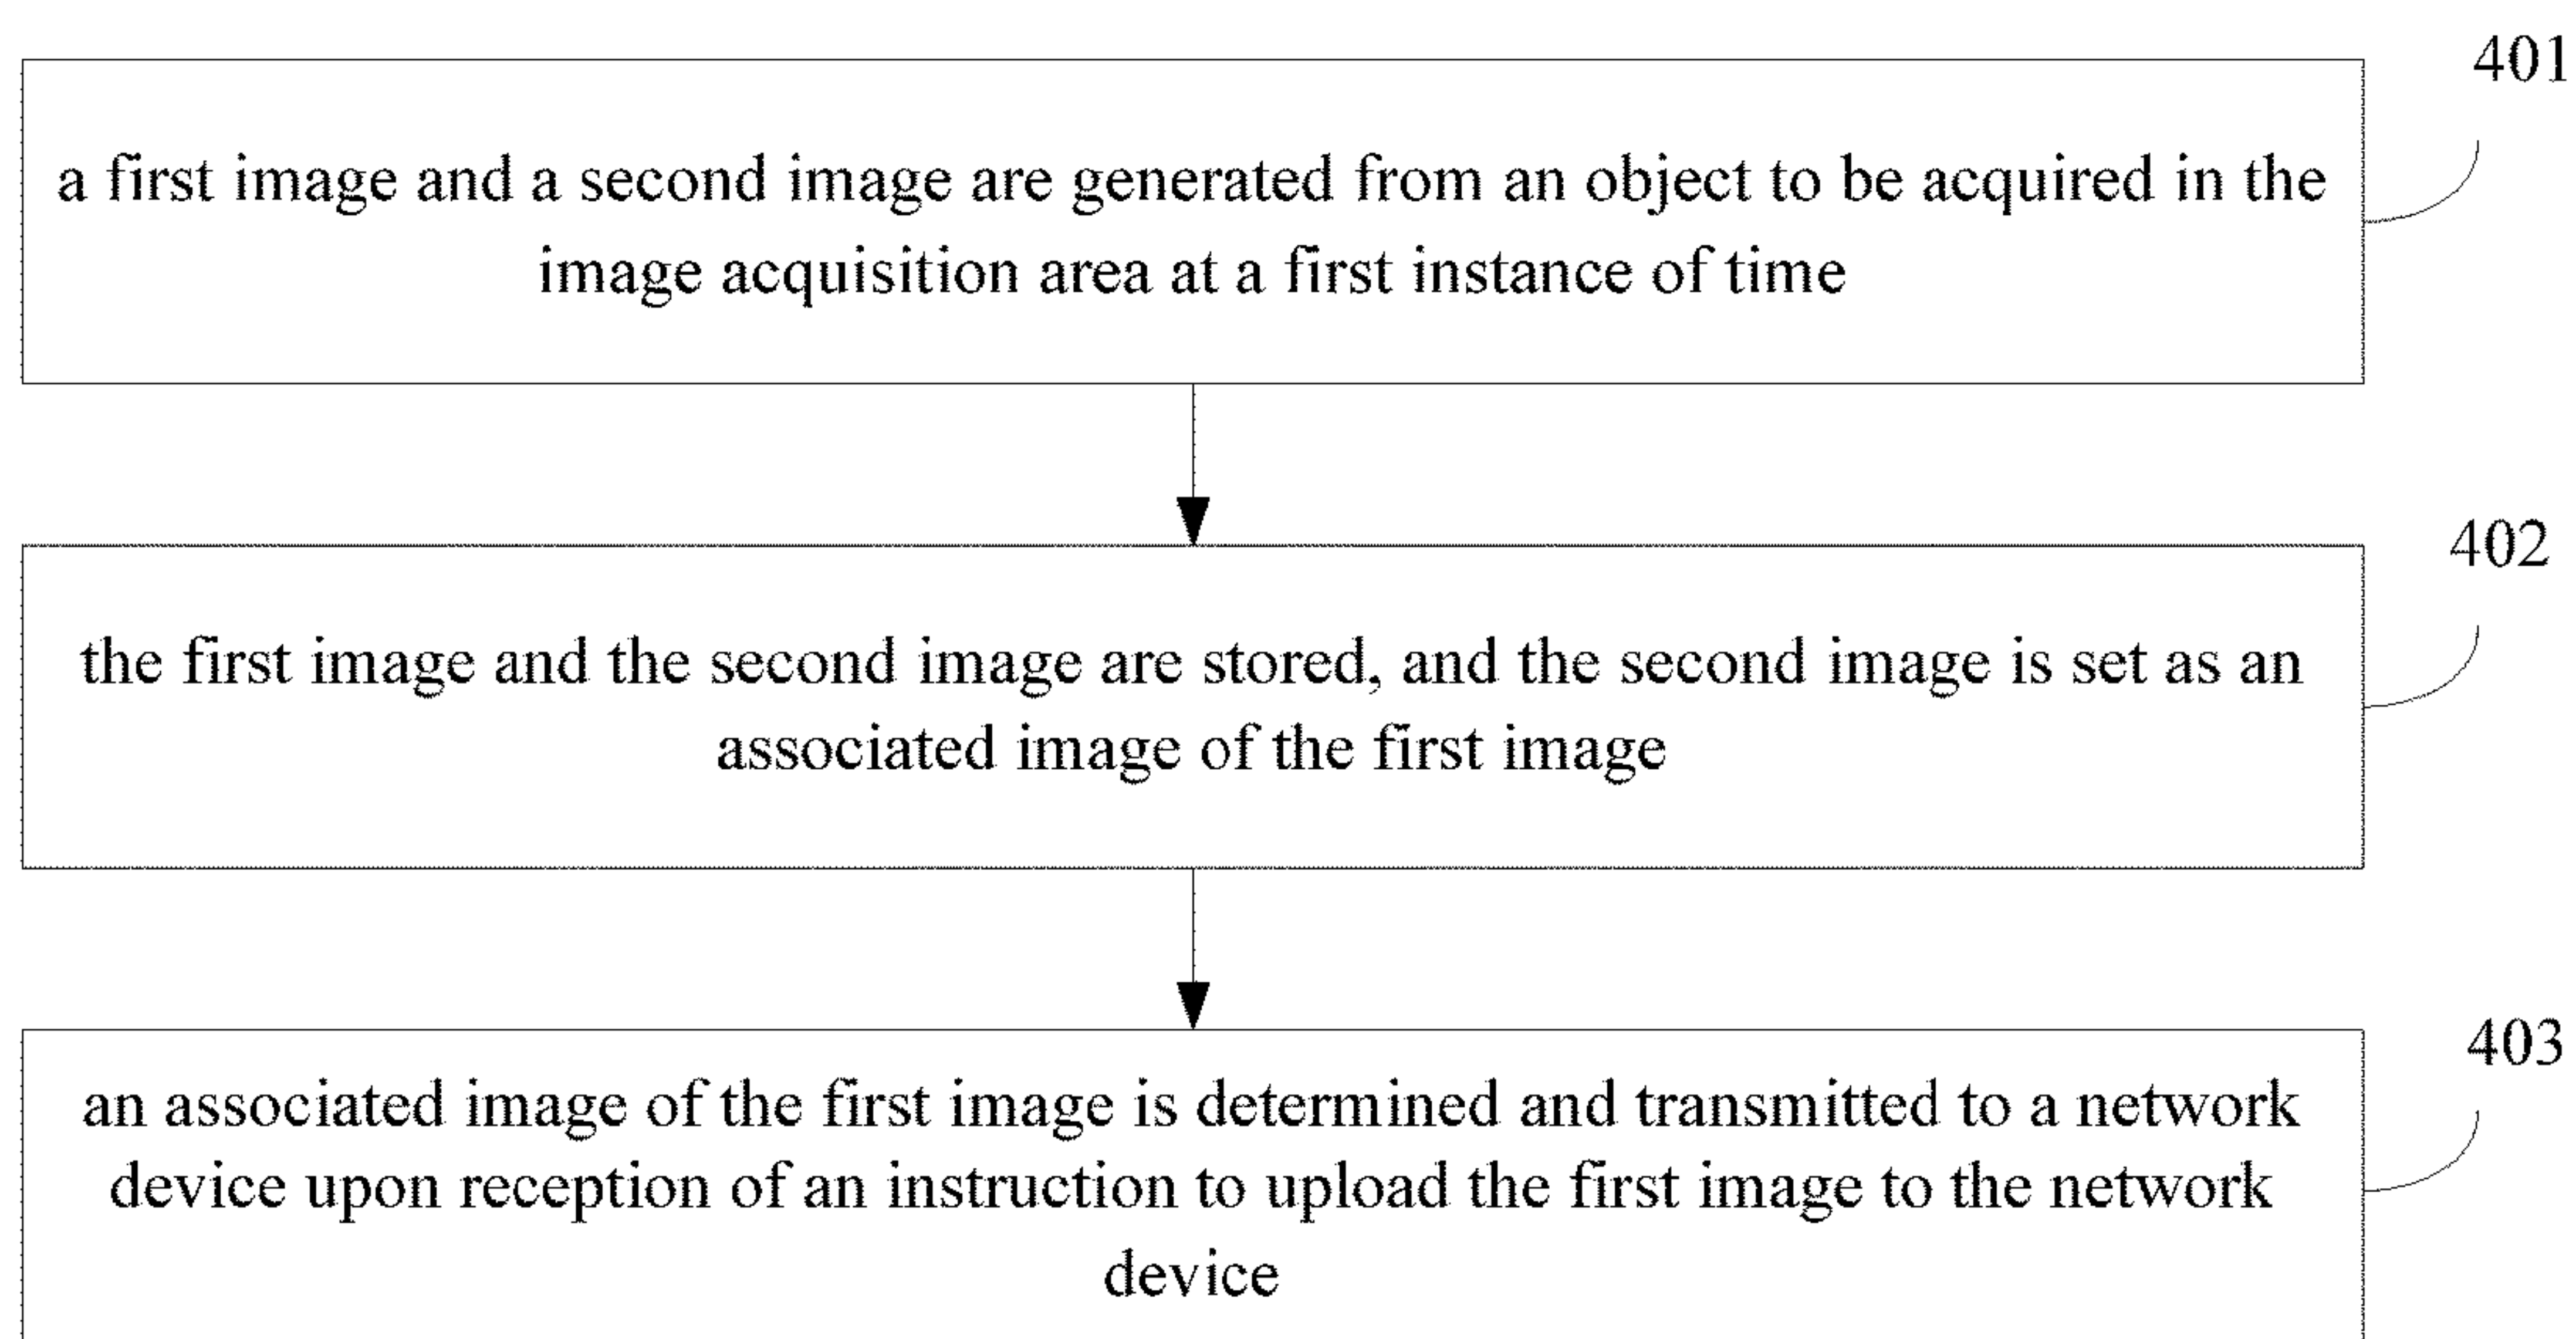 401
a first image and a second image are generated from an object to be acquired in the
image acquisition area at a first instance of time
402
the first image and the second image are stored, and the second image is set as an
associated image of the first image
403
an associated image of the first image is determined and transmitted to a network
device upon reception of an instruction to upload the first image to the network
device